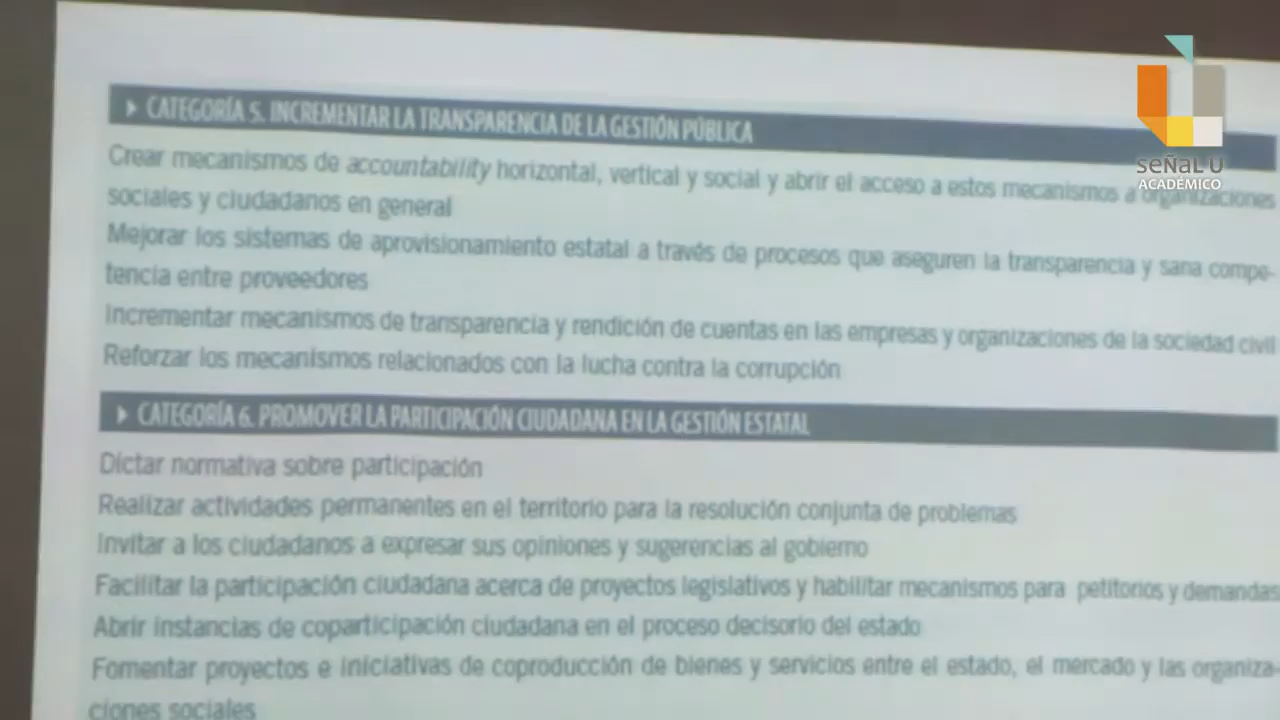 CATEGORÍA 5. INCREMENTAR LA TRANSPARENCIA DE LA GESTIÓN PÚBLICA
Crear mecanismos de accountability horizontal, vertical y social y abrir el acceso a estos mecanismos a organizaciones
sociales y ciudadanos en general
Mejorar los sistemas de aprovisionamiento estatal a través de procesos que aseguren la transparencia y sana compe-
tencia entre proveedores
Incrementar mecanismos de transparencia y rendición de cuentas en las empresas y organizaciones de la sociedad civil
Reforzar los mecanismos relacionados con la lucha contra la corrupción
CATEGORÍA 6. PROMOVER LA PARTICIPACIÓN CIUDADANA EN LA GESTIÓN ESTATAL
Dictar normativa sobre participación
Realizar actividades permanentes en el territorio para la resolución conjunta de problemas
Invitar a los ciudadanos a expresar sus opiniones y sugerencias al gobierno
Facilitar la participación ciudadana acerca de proyectos legislativos y habilitar mecanismos para petitorios y demandas
Abrir instancias de coparticipación ciudadana en el proceso decisorio del estado
Fomentar proyectos e iniciativas de coproducción de bienes y servicios entre el estado, el mercado y las organiza-
ciones sociales
señal U
ACADÉMICO